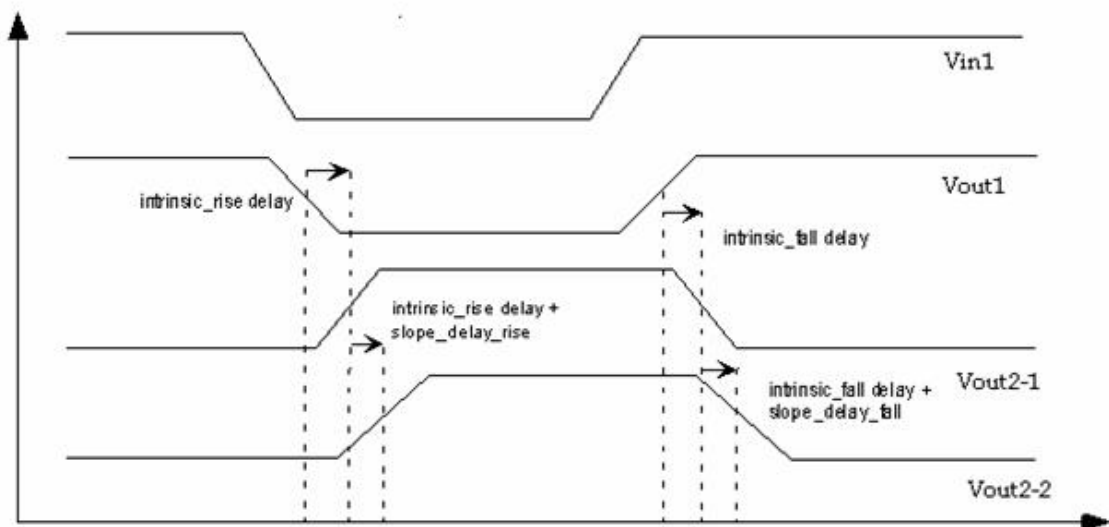 Vin1
Vout1
intrinsic_rise delay
intrinsic_fall delay
intrinsic_rise delay +
slope_delay_rise
Vout2-1
intrinsic_fall delay +
slope_delay_fall
Vout2-2